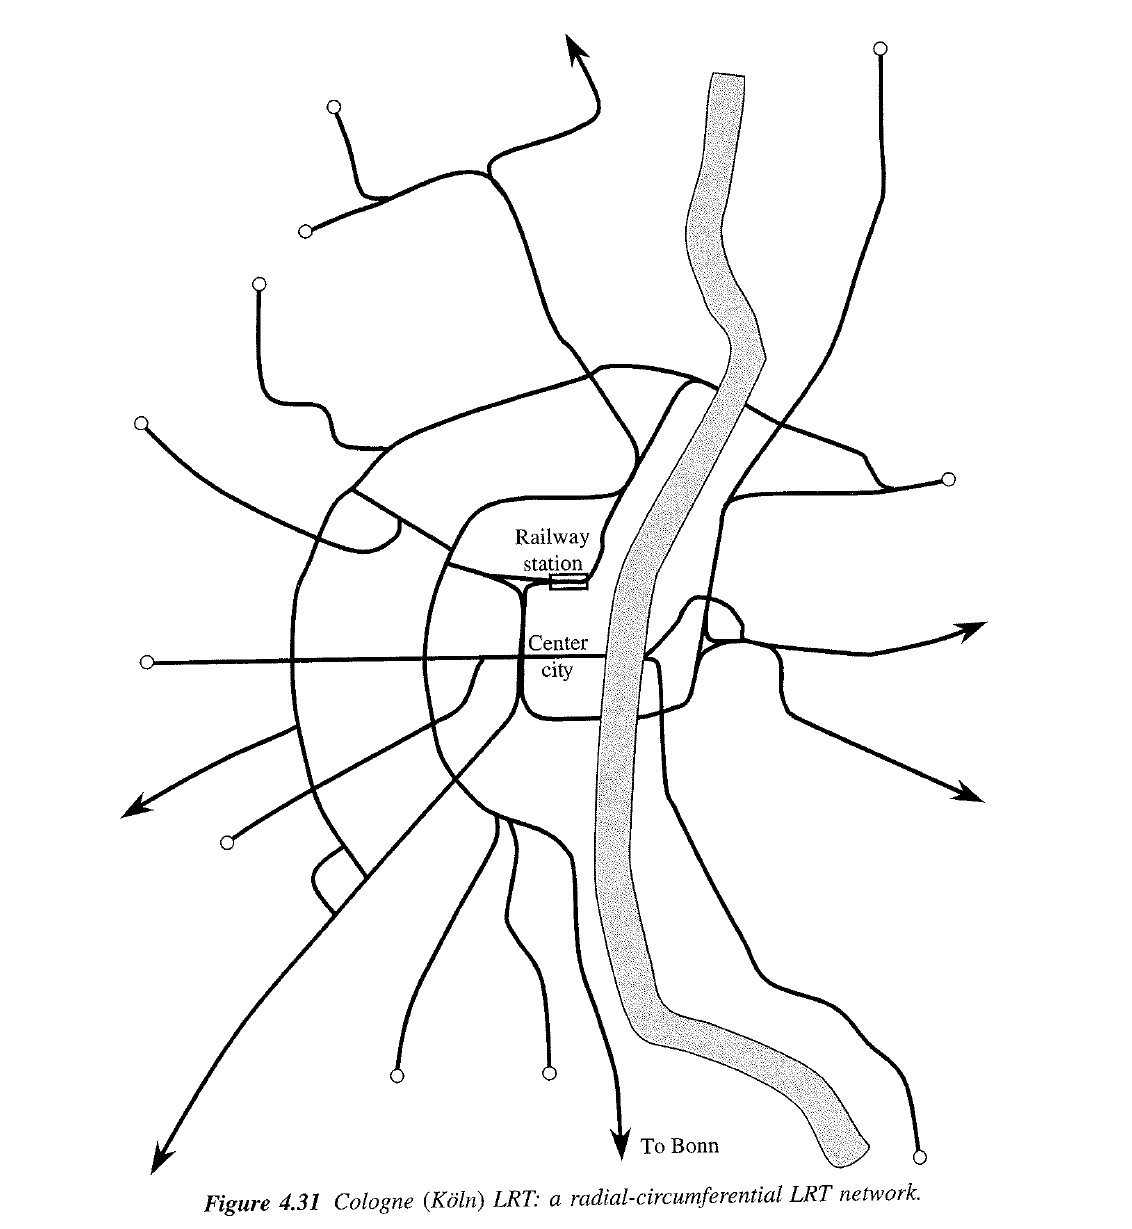 Railway
station
Center
city
To Bonn
Figure 4.31 Cologne (Köln) LRT: a radial-circumferential LRT network.